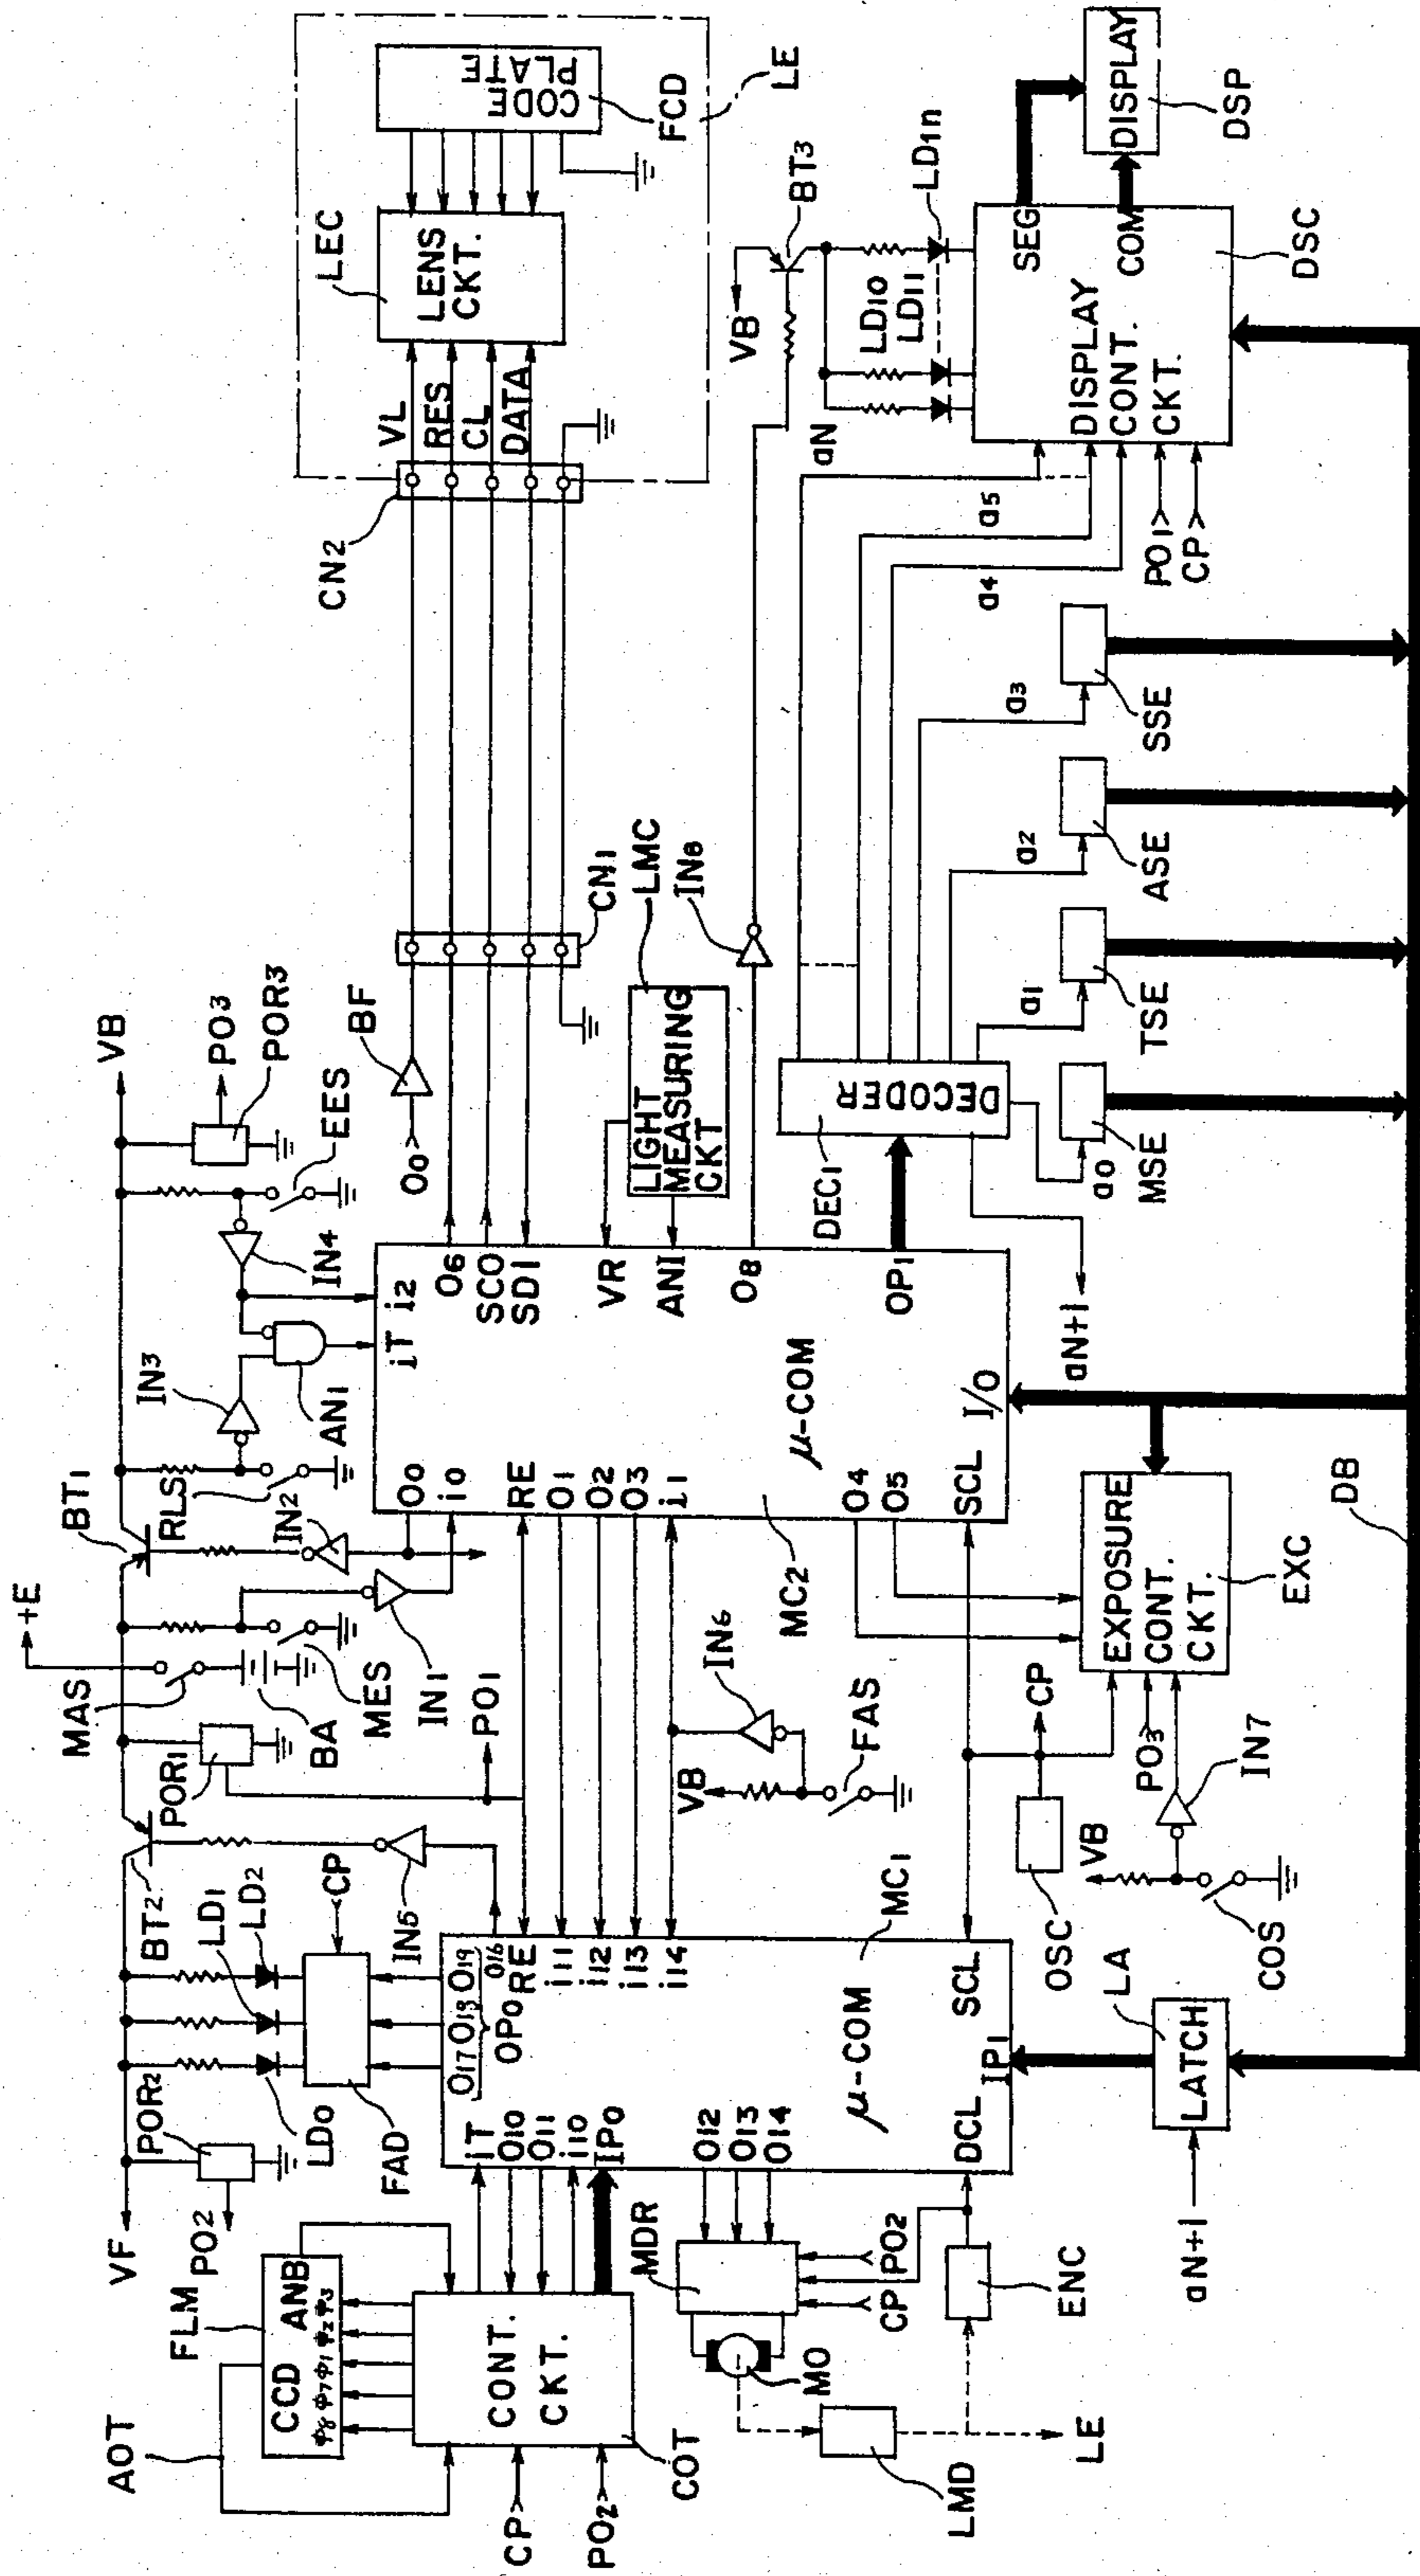 CODE PLATE
FCD
LE
LEC
LENS CKT.
VL
RES
CL
DATA
CN2
CN1
DISPLAY
DSP
SEG
COM
DISPLAY CONT. CKT.
DSC
BT3
VB
LD10
LD11
LD1n
aN
a5
a4
PO1
CP
a3
SSE
a2
ASE
a1
TSE
a0
MSE
DECODER
DEC1
aN+1
IN8
LMC
LIGHT MEASURING CKT
BF
O0
VB
PO3
POR3
EES
IN4
IN3
AN1
RLS
BT1
IN2
+E
MAS
BA
MES
IN1
POR1
PO1
iT
i2
O6
SCO
SDI
VR
ANI
O8
OP1
I/O
μ-COM
MC2
O0
i0
RE
O1
O2
O3
i1
O4
O5
SCL
DB
EXPOSURE CONT. CKT.
EXC
PO3
IN7
COS
VB
CP
OSC
IN6
FAS
VB
BT2
LD1
LD2
LD0
CP
IN5
FAD
POR2
PO2
VF
O17 O18 O19
OP0
O16
RE
i11
i12
i13
i14
MC1
μ-COM
SCL
IP1
DCL
iT
O10
O11
i10
IP0
O12
O13
O14
LA
LATCH
aN+1
MDR
CP
PO2
MO
ENC
LMD
LE
FLM
AOT
CCD
ANB
φ8 φ7 φ1 φ2 φ3
CONT. CKT.
COT
CP
PO2